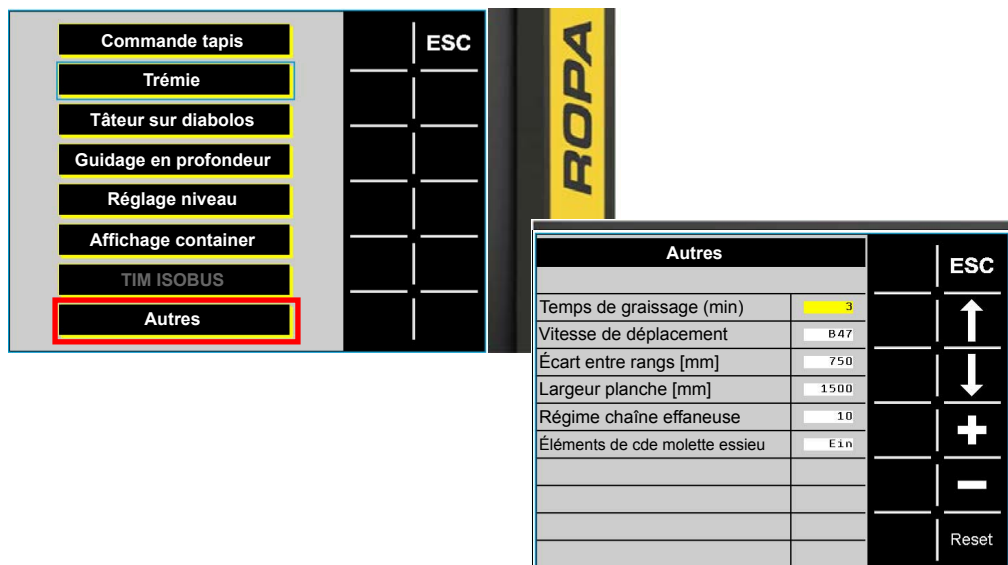 Commande tapis
ESC
Trémie
Tâteur sur diabolos
Guidage en profondeur
Réglage niveau
Affichage container
TIM ISOBUS
Autres
ROPA
Autres
ESC
Temps de graissage (min) 3
Vitesse de déplacement B47
Écart entre rangs [mm] 750
Largeur planche [mm] 1500
Régime chaîne effaneuse 10
Éléments de cde molette essieu Ein
Reset